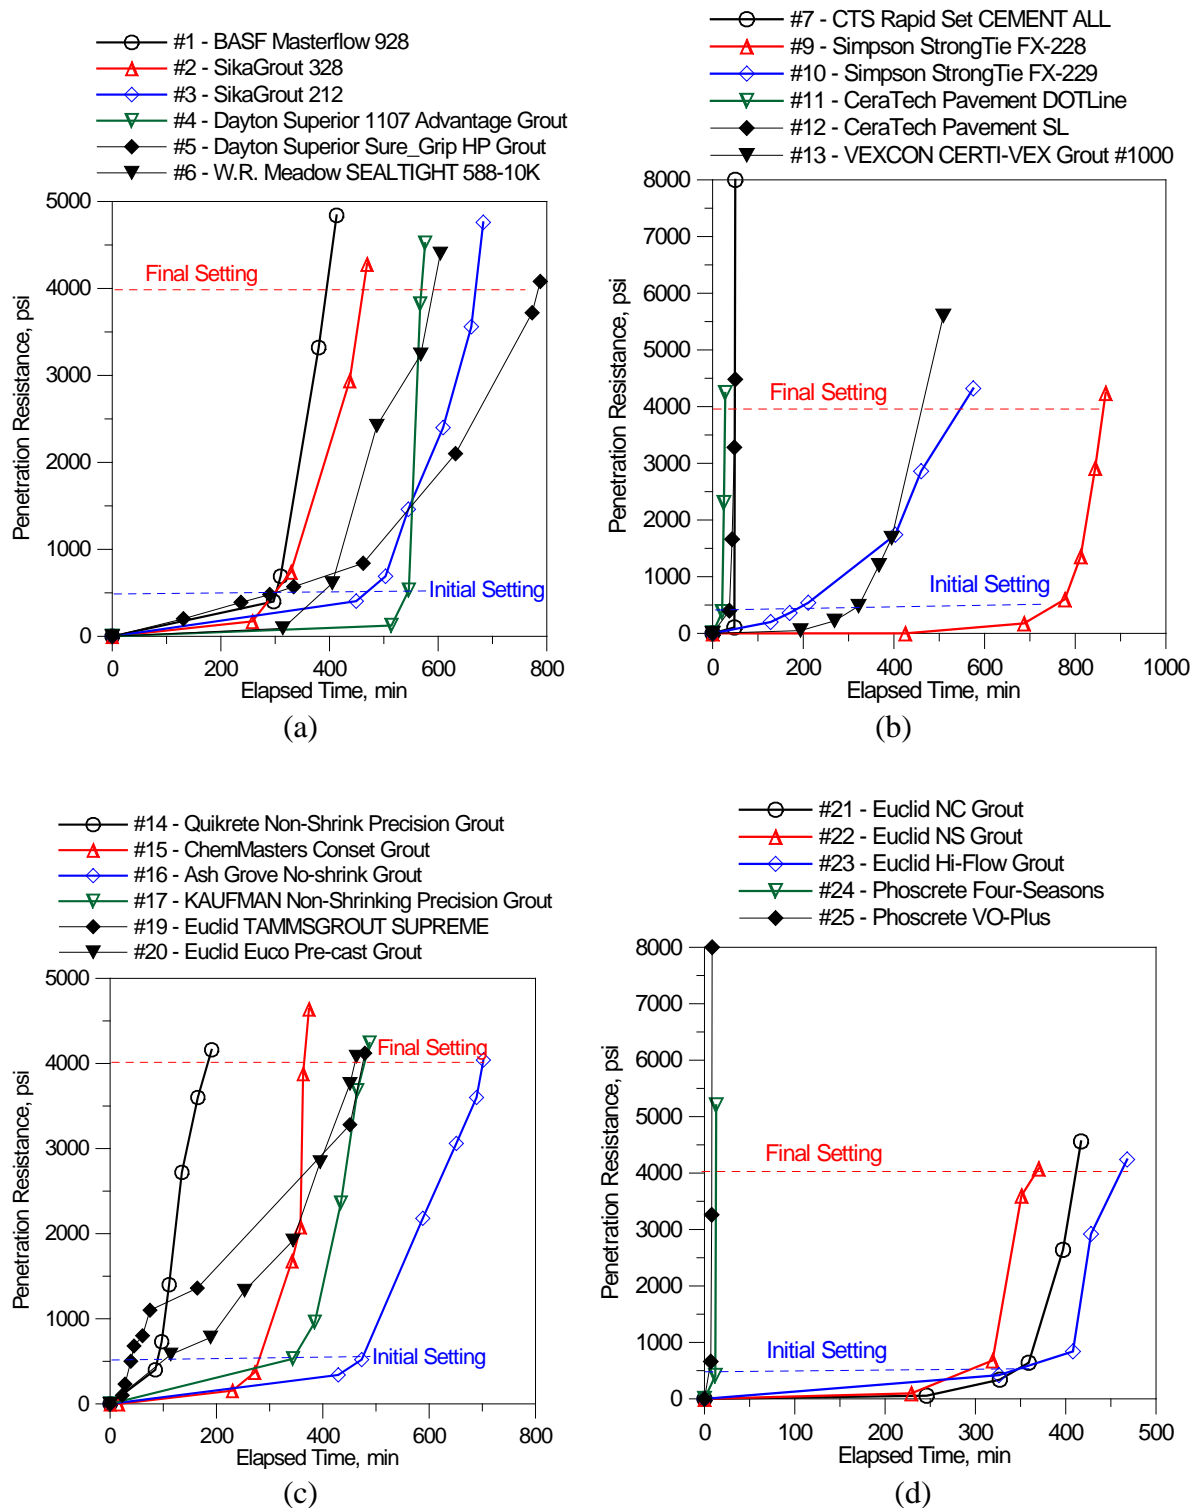 #1 - BASF Masterflow 928
#2 - SikaGrout 328
#3 - SikaGrout 212
#4 - Dayton Superior 1107 Advantage Grout
#5 - Dayton Superior Sure_Grip HP Grout
#6 - W.R. Meadow SEALTIGHT 588-10K
5000
4000
3000
2000
1000
0
Penetration Resistance, psi
Final Setting
Initial Setting
0 200 400 600 800
Elapsed Time, min
(a)
#7 - CTS Rapid Set CEMENT ALL
#9 - Simpson StrongTie FX-228
#10 - Simpson StrongTie FX-229
#11 - CeraTech Pavement DOTLine
#12 - CeraTech Pavement SL
#13 - VEXCON CERTI-VEX Grout #1000
8000
7000
6000
5000
4000
3000
2000
1000
0
Penetration Resistance, psi
Final Setting
Initial Setting
0 200 400 600 800 1000
Elapsed Time, min
(b)
#14 - Quikrete Non-Shrink Precision Grout
#15 - ChemMasters Conset Grout
#16 - Ash Grove No-shrink Grout
#17 - KAUFMAN Non-Shrinking Precision Grout
#19 - Euclid TAMMSGROUT SUPREME
#20 - Euclid Euco Pre-cast Grout
5000
4000
3000
2000
1000
0
Penetration Resistance, psi
Final Setting
Initial Setting
0 200 400 600 800
Elapsed Time, min
(c)
#21 - Euclid NC Grout
#22 - Euclid NS Grout
#23 - Euclid Hi-Flow Grout
#24 - Phoscrete Four-Seasons
#25 - Phoscrete VO-Plus
8000
7000
6000
5000
4000
3000
2000
1000
0
Penetration Resistance, psi
Final Setting
Initial Setting
0 100 200 300 400 500
Elapsed Time, min
(d)